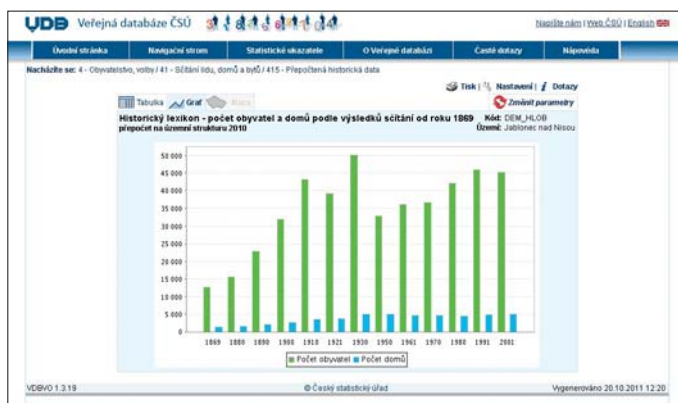 VDB Veřejná databáze ČSÚ
Napište nám | Web ČSÚ | English
Úvodní stránka Navigační strom Statistické ukazatele O Veřejné databázi Časté dotazy Nápověda
Nacházíte se: 4 - Obyvatelstvo, volby / 41 - Sčítání lidu, domů a bytů / 415 - Přepočtená historická data
Tisk | Nastavení | Dotazy
Tabulka Graf Mapa Změnit parametry
Historický lexikon - počet obyvatel a domů podle výsledků sčítání od roku 1869 Kód: DEM_HLOB
přepočet na územní strukturu 2010 Území: Jablonec nad Nisou
50 000
45 000
40 000
35 000
30 000
25 000
20 000
15 000
10 000
5 000
0
1869 1880 1890 1900 1910 1921 1930 1950 1961 1970 1980 1991 2001
Počet obyvatel Počet domů
VDBVO 1.3.19 © Český statistický úřad Vygenerováno 20.10.2011 12:20